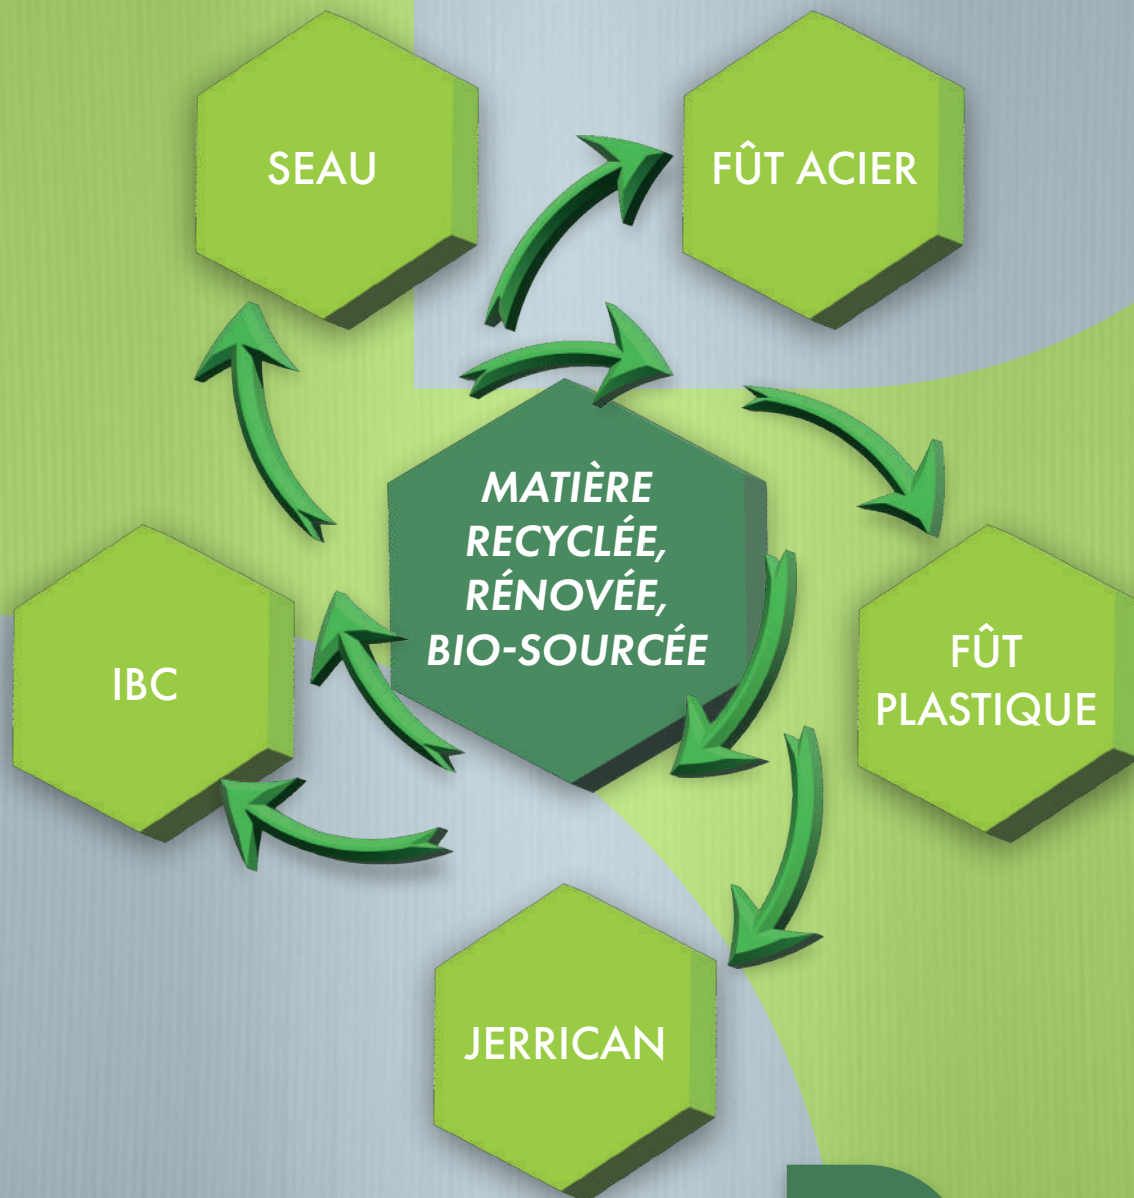 SEAU
FÛT ACIER
MATIÈRE
RECYCLÉE,
RÉNOVÉE,
BIO-SOURCÉE
IBC
FÛT
PLASTIQUE
JERRICAN